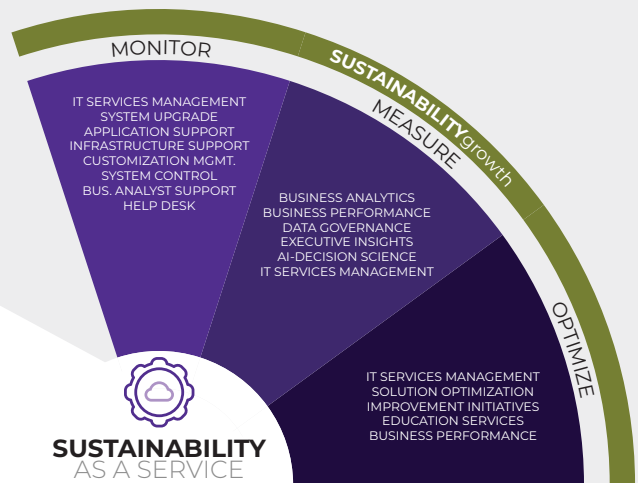 MONITOR
IT SERVICES MANAGEMENT
SYSTEM UPGRADE
APPLICATION SUPPORT
INFRASTRUCTURE SUPPORT
CUSTOMIZATION MGMT.
SYSTEM CONTROL
BUS. ANALYST SUPPORT
HELP DESK
SUSTAINABILITYgrowth
MEASURE
BUSINESS ANALYTICS
BUSINESS PERFORMANCE
DATA GOVERNANCE
EXECUTIVE INSIGHTS
AI-DECISION SCIENCE
IT SERVICES MANAGEMENT
OPTIMIZE
IT SERVICES MANAGEMENT
SOLUTION OPTIMIZATION
IMPROVEMENT INITIATIVES
EDUCATION SERVICES
BUSINESS PERFORMANCE
SUSTAINABILITY
AS A SERVICE